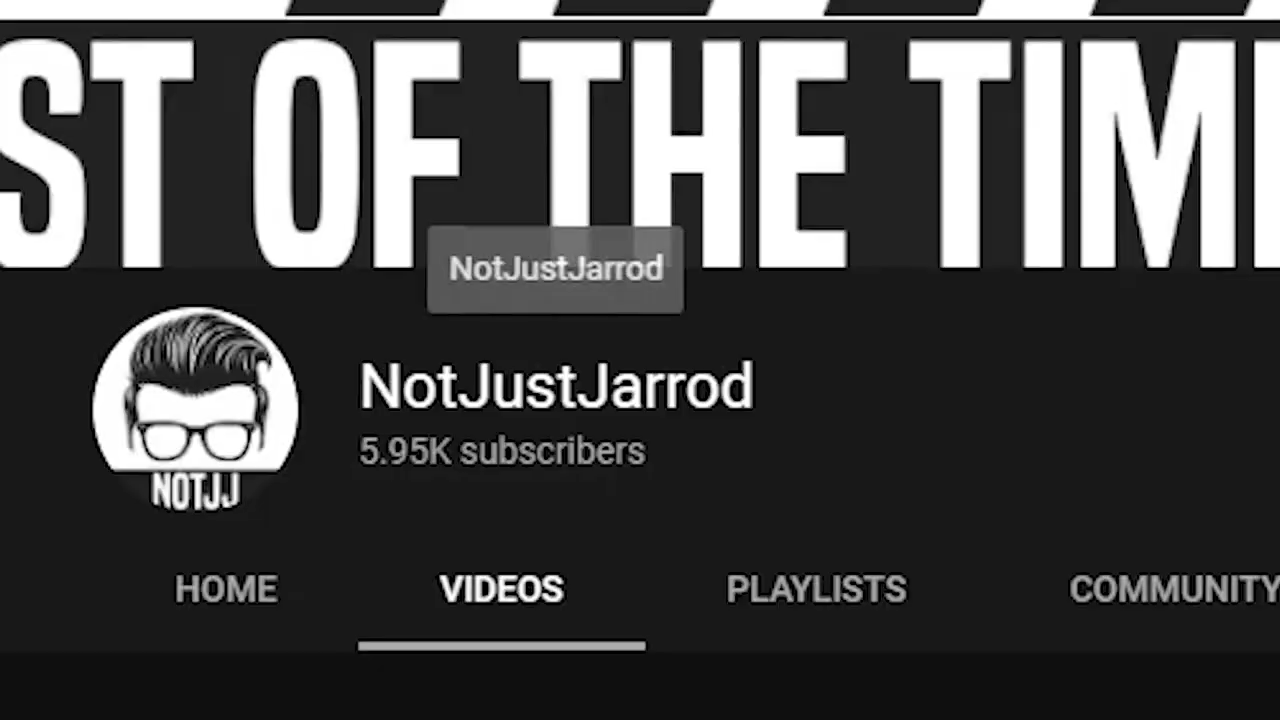 ST OF THE TIM
NotJustJarrod
NotJustJarrod
5.95K subscribers
NOTJJ
HOME VIDEOS PLAYLISTS COMMUNITY